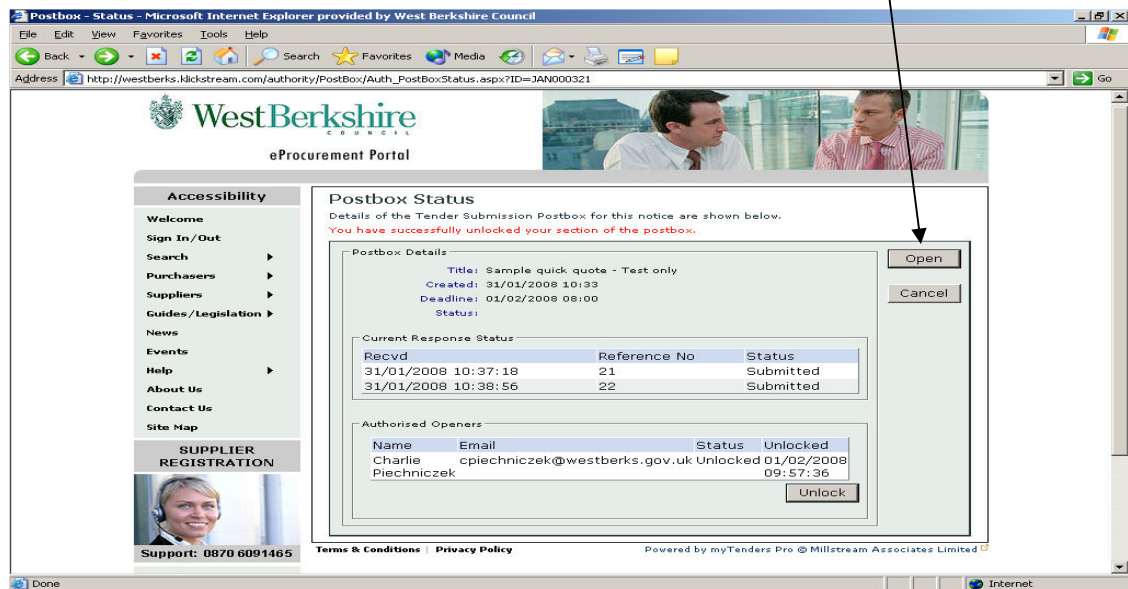 Postbox - Status - Microsoft Internet Explorer provided by West Berkshire Council
File Edit View Favorites Tools Help
Back Search Favorites Media
Address http://westberks.klickstream.com/authority/PostBox/Auth_PostBoxStatus.aspx?ID=JAN000321 Go
West Berkshire
COUNCIL
eProcurement Portal
Accessibility
Welcome
Sign In/Out
Search
Purchasers
Suppliers
Guides/Legislation
News
Events
Help
About Us
Contact Us
Site Map
SUPPLIER
REGISTRATION
Support: 0870 6091465
Postbox Status
Details of the Tender Submission Postbox for this notice are shown below.
You have successfully unlocked your section of the postbox.
Postbox Details
Title: Sample quick quote - Test only
Created: 31/01/2008 10:33
Deadline: 01/02/2008 08:00
Status:
Open
Cancel
Current Response Status
Recvd Reference No Status
31/01/2008 10:37:18 21 Submitted
31/01/2008 10:38:56 22 Submitted
Authorised Openers
Name Email Status Unlocked
Charlie cpiechniczek@westberks.gov.uk Unlocked 01/02/2008
Piechniczek 09:57:36
Unlock
Terms & Conditions | Privacy Policy Powered by myTenders Pro © Millstream Associates Limited
Done Internet